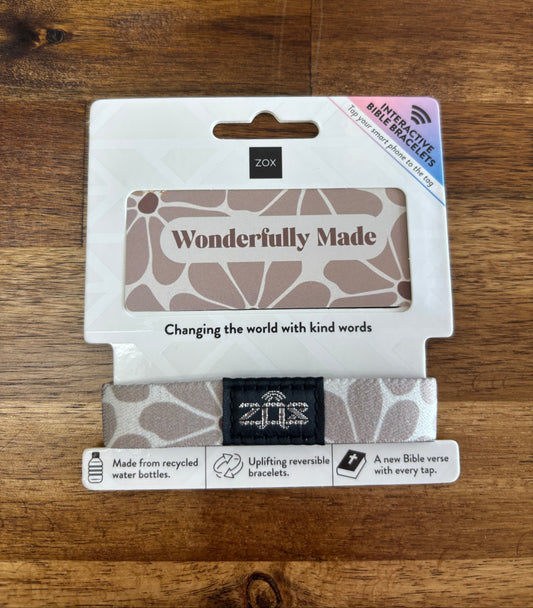 INTERACTIVE
BIBLE BRACELETS
Tap your smart phone to the tag
ZOX
Wonderfully Made
Changing the world with kind words
ZOX
Made from recycled
water bottles.
Uplifting reversible
bracelets.
A new Bible verse
with every tap.